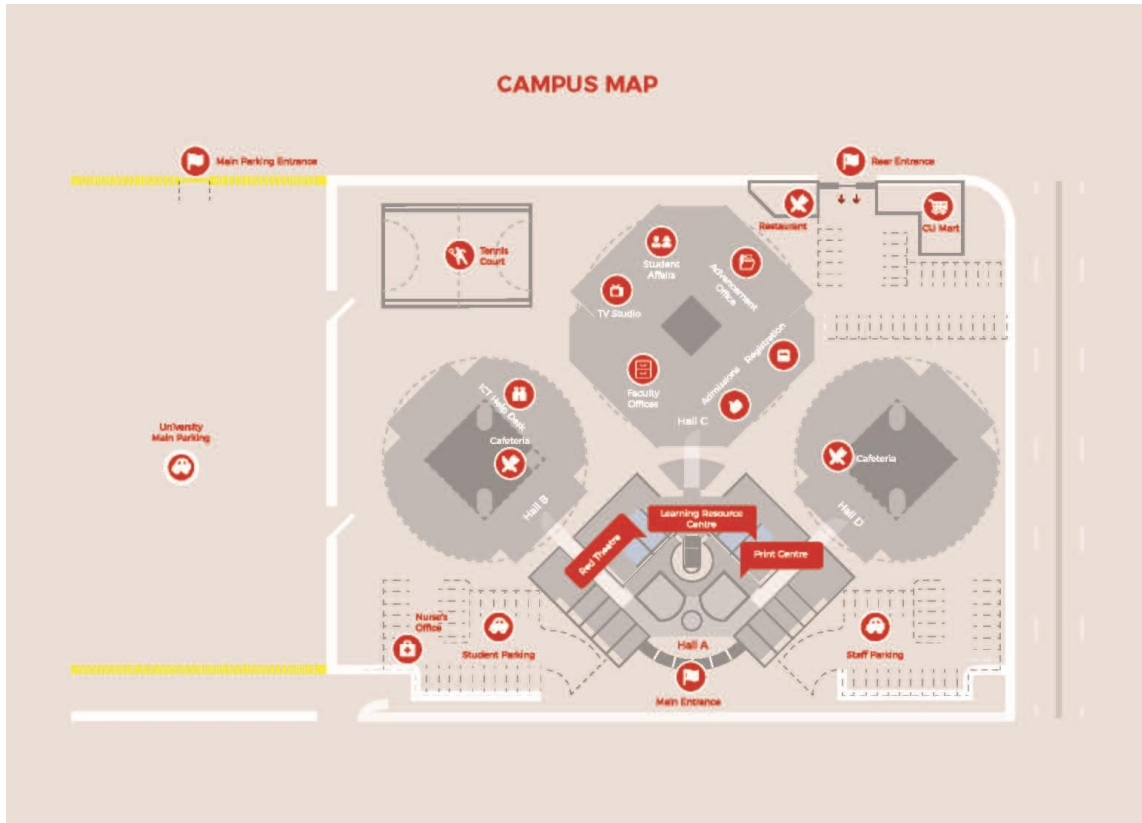 CAMPUS MAP
Main Parking Entrance
Rear Entrance
Restaurant
CU Mart
Tennis
Court
Student
Affairs
Advancement
Office
TV Studio
Registration
Faculty
Offices
Admissions
Hall C
ICT Help Desk
Cafeteria
University
Main Parking
Cafeteria
Hall B
Hall D
Learning Resource
Centre
Red Theatre
Print Centre
Nurse's
Office
Student Parking
Hall A
Staff Parking
Main Entrance